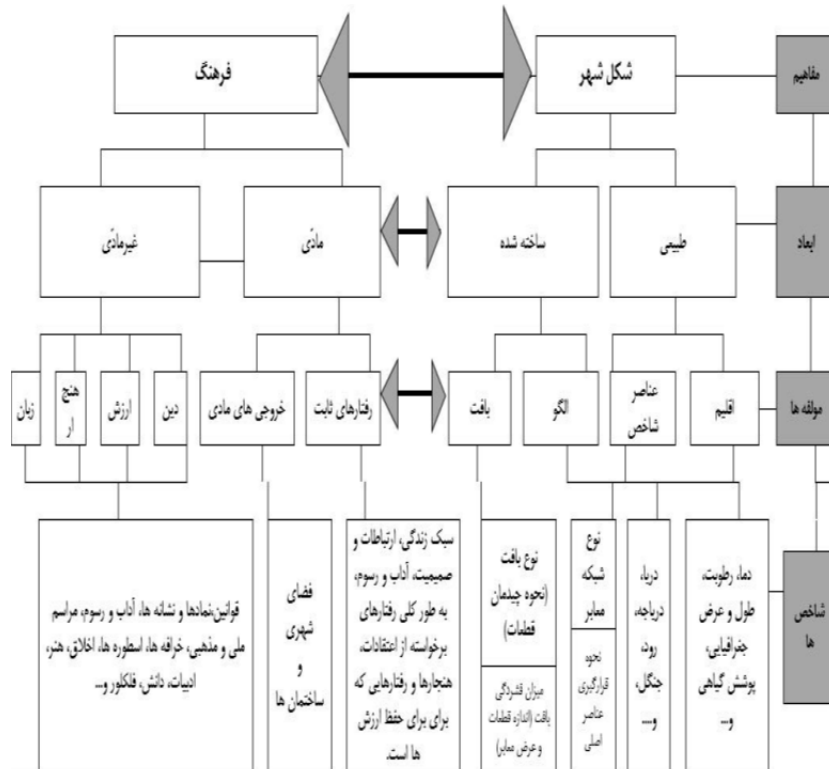 مفاهیم
شکل شهر
فرهنگ
ابعاد
طبیعی
ساخته شده
مادّی
غیرمادّی
مولفه ها
اقلیم
عناصر
شاخص
الگو
بافت
رفتارهای ثابت
خروجی های مادی
دین
ارزش
هنج
ار
زبان
شاخص
ها
دما، رطوبت،
طول و عرض
جغرافیایی،
پوشش گیاهی
و...
دریا،
دریاچه،
رود،
جنگل،
و....
نوع
شبکه
معابر
نحوه
قرارگیری
عناصر
اصلی
نوع بافت
(نحوه چیدمان
قطعات)
میزان فشردگی
بافت (اندازه قطعات
و عرض معابر)
سبک زندگی، ارتباطات و
صمیمیت، آداب و رسوم،
به طور کلی رفتارهای
برخواسته از اعتقادات،
هنجارها و رفتارهایی که
برای برای حفظ ارزش
ها است.
فضای
شهری
و
ساختمان ها
قوانین،نمادها و نشانه ها، آداب و رسوم، مراسم
ملی و مذهبی، خرافه ها، اسطوره ها، اخلاق، هنر،
ادبیات، دانش، فلکلور و...